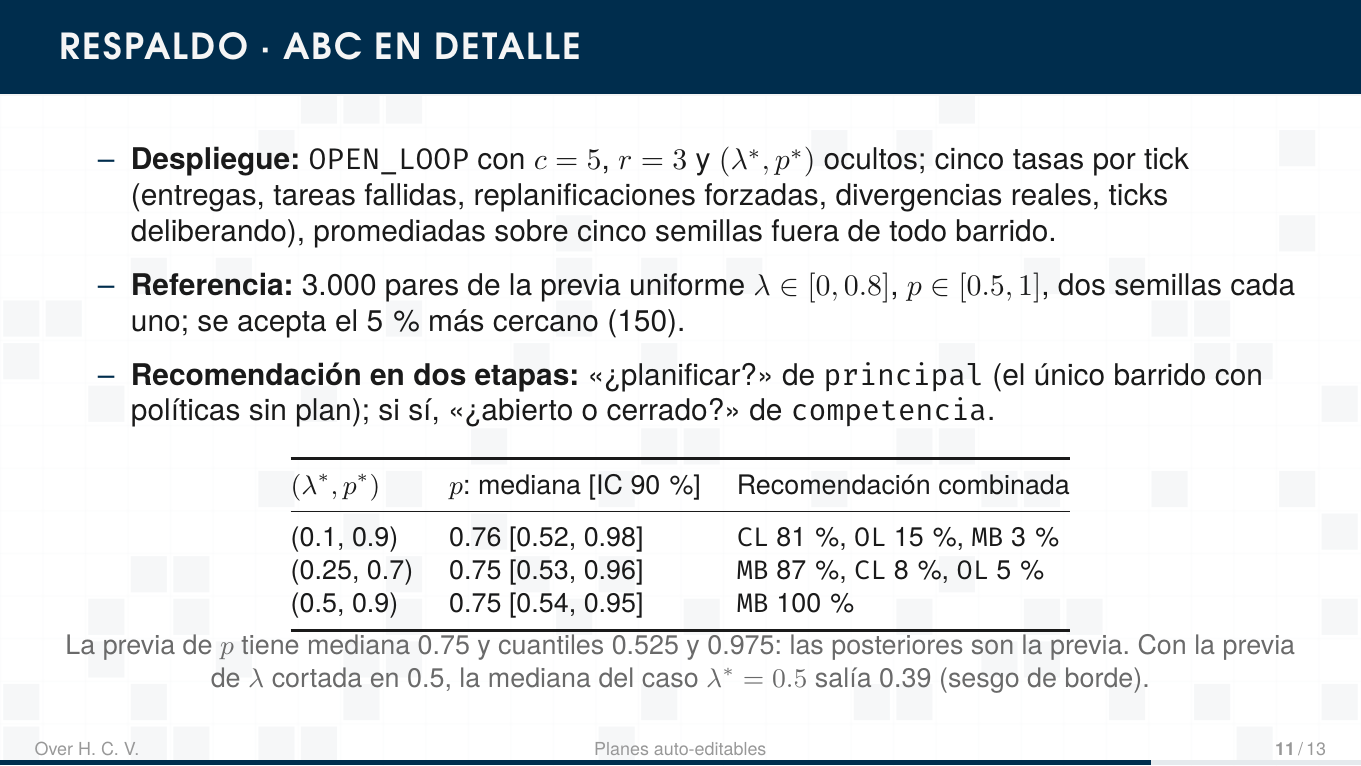 RESPALDO · ABC EN DETALLE
– Despliegue: OPEN_LOOP con c = 5, r = 3 y (λ*, p*) ocultos; cinco tasas por tick
(entregas, tareas fallidas, replanificaciones forzadas, divergencias reales, ticks
deliberando), promediadas sobre cinco semillas fuera de todo barrido.
– Referencia: 3.000 pares de la previa uniforme λ ∈ [0, 0.8], p ∈ [0.5, 1], dos semillas cada
uno; se acepta el 5 % más cercano (150).
– Recomendación en dos etapas: «¿planificar?» de principal (el único barrido con
políticas sin plan); si sí, «¿abierto o cerrado?» de competencia.
(λ*, p*) p: mediana [IC 90 %] Recomendación combinada
(0.1, 0.9) 0.76 [0.52, 0.98] CL 81 %, OL 15 %, MB 3 %
(0.25, 0.7) 0.75 [0.53, 0.96] MB 87 %, CL 8 %, OL 5 %
(0.5, 0.9) 0.75 [0.54, 0.95] MB 100 %
La previa de p tiene mediana 0.75 y cuantiles 0.525 y 0.975: las posteriores son la previa. Con la previa
de λ cortada en 0.5, la mediana del caso λ* = 0.5 salía 0.39 (sesgo de borde).
Over H. C. V. Planes auto-editables 11 / 13